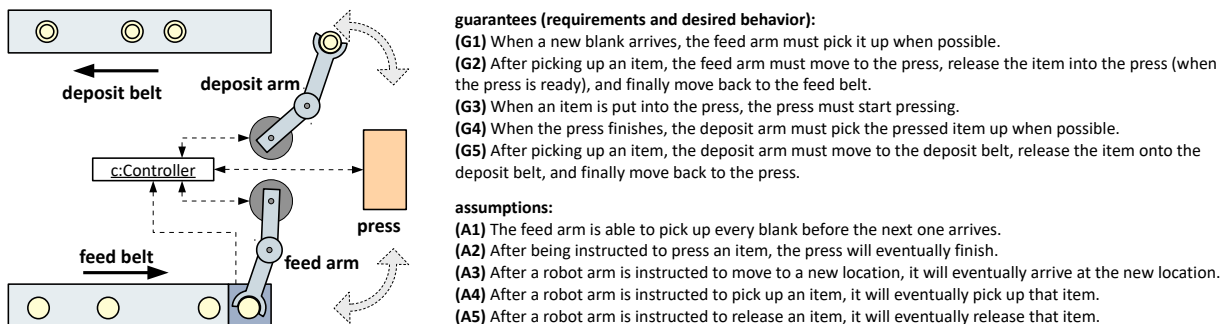 deposit belt
deposit arm
c:Controller
press
feed belt
feed arm
guarantees (requirements and desired behavior):
(G1) When a new blank arrives, the feed arm must pick it up when possible.
(G2) After picking up an item, the feed arm must move to the press, release the item into the press (when
the press is ready), and finally move back to the feed belt.
(G3) When an item is put into the press, the press must start pressing.
(G4) When the press finishes, the deposit arm must pick the pressed item up when possible.
(G5) After picking up an item, the deposit arm must move to the deposit belt, release the item onto the
deposit belt, and finally move back to the press.
assumptions:
(A1) The feed arm is able to pick up every blank before the next one arrives.
(A2) After being instructed to press an item, the press will eventually finish.
(A3) After a robot arm is instructed to move to a new location, it will eventually arrive at the new location.
(A4) After a robot arm is instructed to pick up an item, it will eventually pick up that item.
(A5) After a robot arm is instructed to release an item, it will eventually release that item.